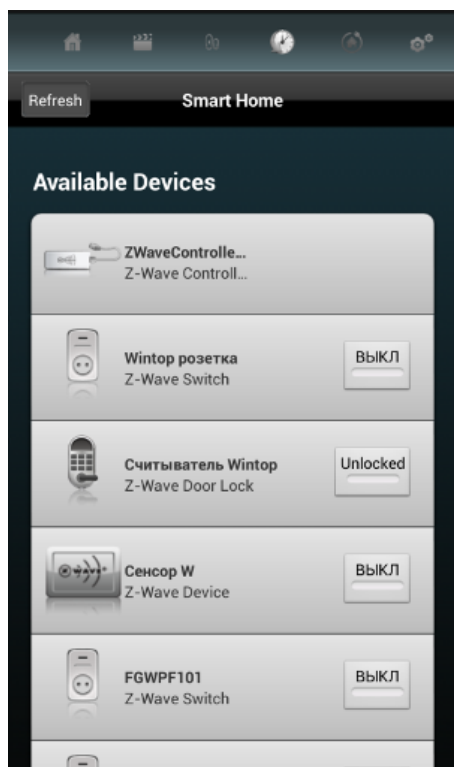 Refresh
Smart Home
Available Devices
ZWaveControlle...
Z-Wave Controll...
Wintop розетка
Z-Wave Switch
ВЫКЛ
Считыватель Wintop
Z-Wave Door Lock
Unlocked
Сенсор W
Z-Wave Device
ВЫКЛ
FGWPF101
Z-Wave Switch
ВЫКЛ